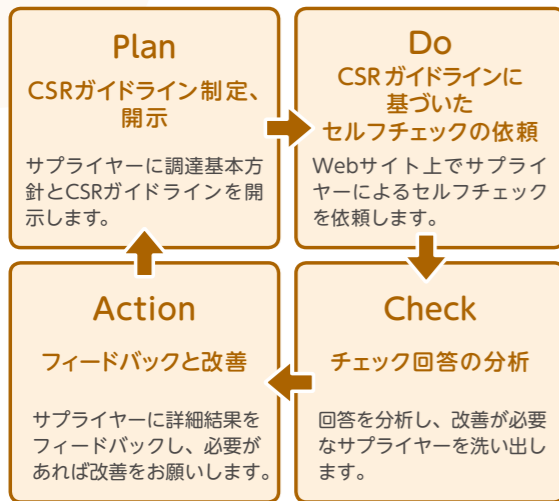 Plan
CSRガイドライン制定、
開示
サプライヤーに調達基本方
針とCSRガイドラインを開
示します。
Do
CSRガイドラインに
基づいた
セルフチェックの依頼
Webサイト上でサプライ
ヤーによるセルフチェック
を依頼します。
Action
フィードバックと改善
サプライヤーに詳細結果を
フィードバックし、必要が
あれば改善をお願いします。
Check
チェック回答の分析
回答を分析し、改善が必要
なサプライヤーを洗い出し
ます。